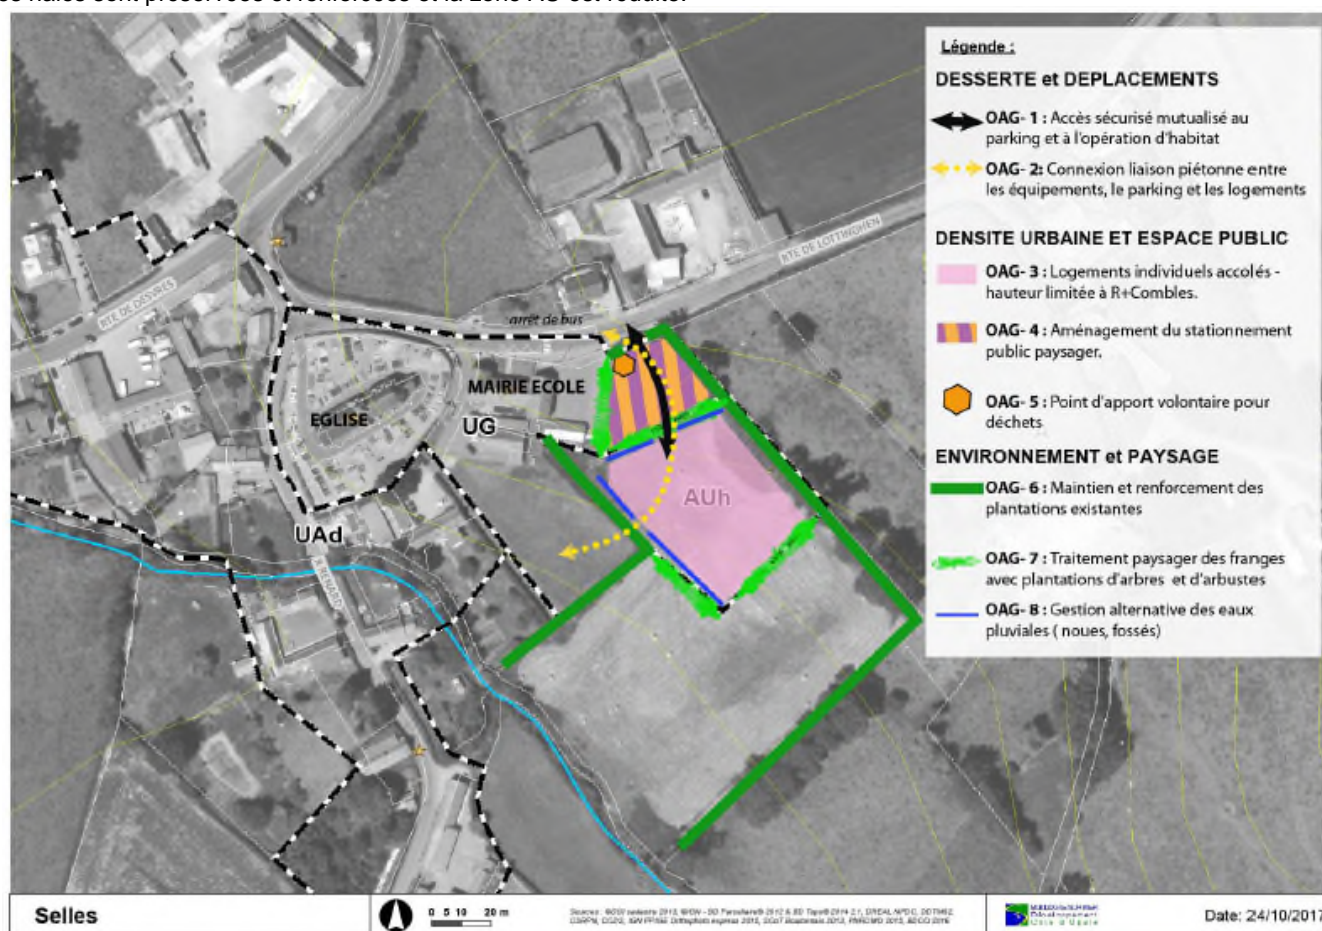 Légende :
DESSERTE et DEPLACEMENTS
OAG- 1 : Accès sécurisé mutualisé au
parking et à l'opération d'habitat
OAG- 2: Connexion liaison piétonne entre
les équipements, le parking et les logements
DENSITE URBAINE ET ESPACE PUBLIC
OAG- 3 : Logements individuels accolés -
hauteur limitée à R+Combles.
OAG- 4 : Aménagement du stationnement
public paysager.
OAG- 5 : Point d'apport volontaire pour
déchets
ENVIRONNEMENT et PAYSAGE
OAG- 6 : Maintien et renforcement des
plantations existantes
OAG- 7 : Traitement paysager des franges
avec plantations d'arbres et d'arbustes
OAG- 8 : Gestion alternative des eaux
pluviales ( noues, fossés)
RTE DE LOTTINGHEN
RTE DE DESVRES
arrêt de bus
MAIRIE ECOLE
EGLISE
UG
AUh
UAd
R RENARD
Selles
0 5 10 20 m
Date: 24/10/2017